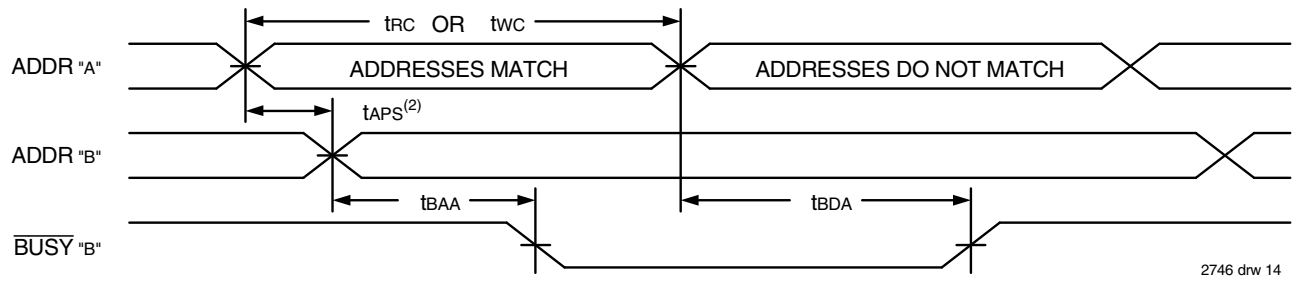 tRC OR tWC
ADDR "A"
ADDRESSES MATCH
ADDRESSES DO NOT MATCH
tAPS(2)
ADDR "B"
tBAA
tBDA
BUSY "B"
2746 drw 14